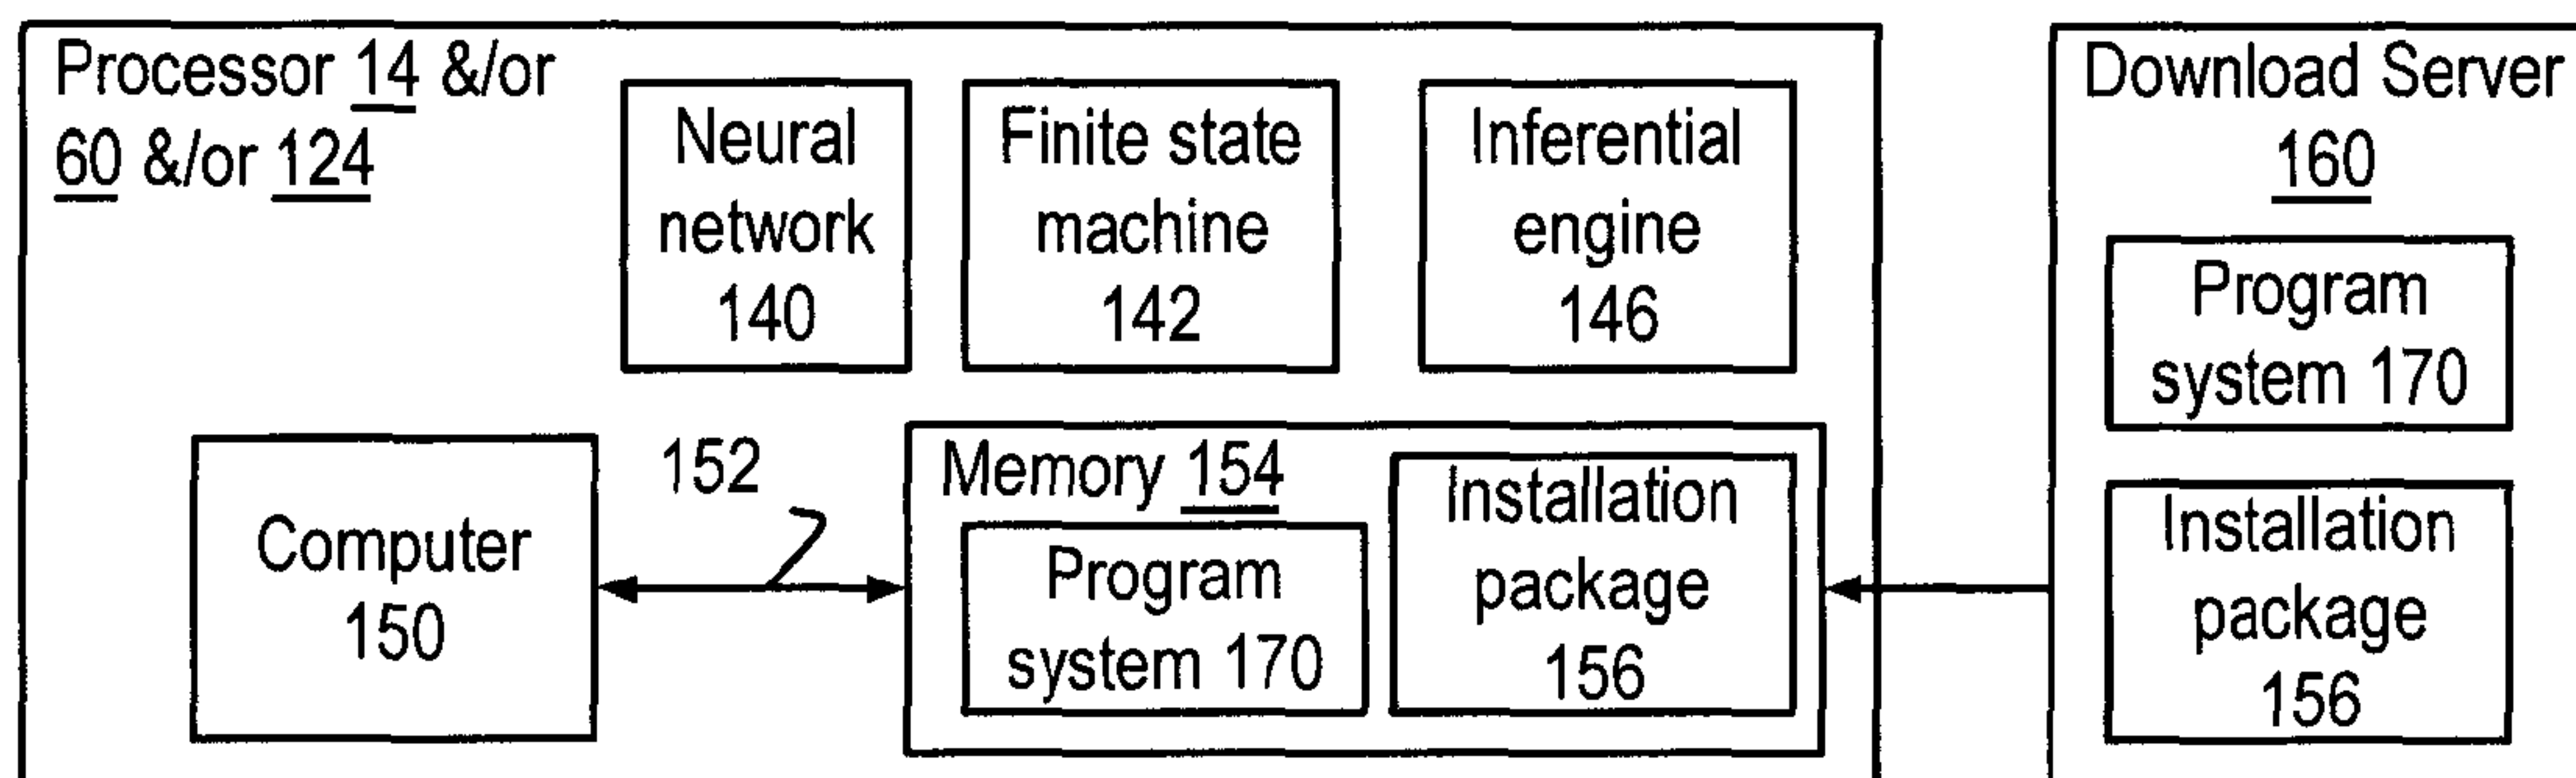 Processor 14 &/or
60 &/or 124
Neural
network
140
Finite state
machine
142
Inferential
engine
146
Computer
150
152
Memory 154
Program
system 170
Installation
package
156
Download Server
160
Program
system 170
Installation
package
156